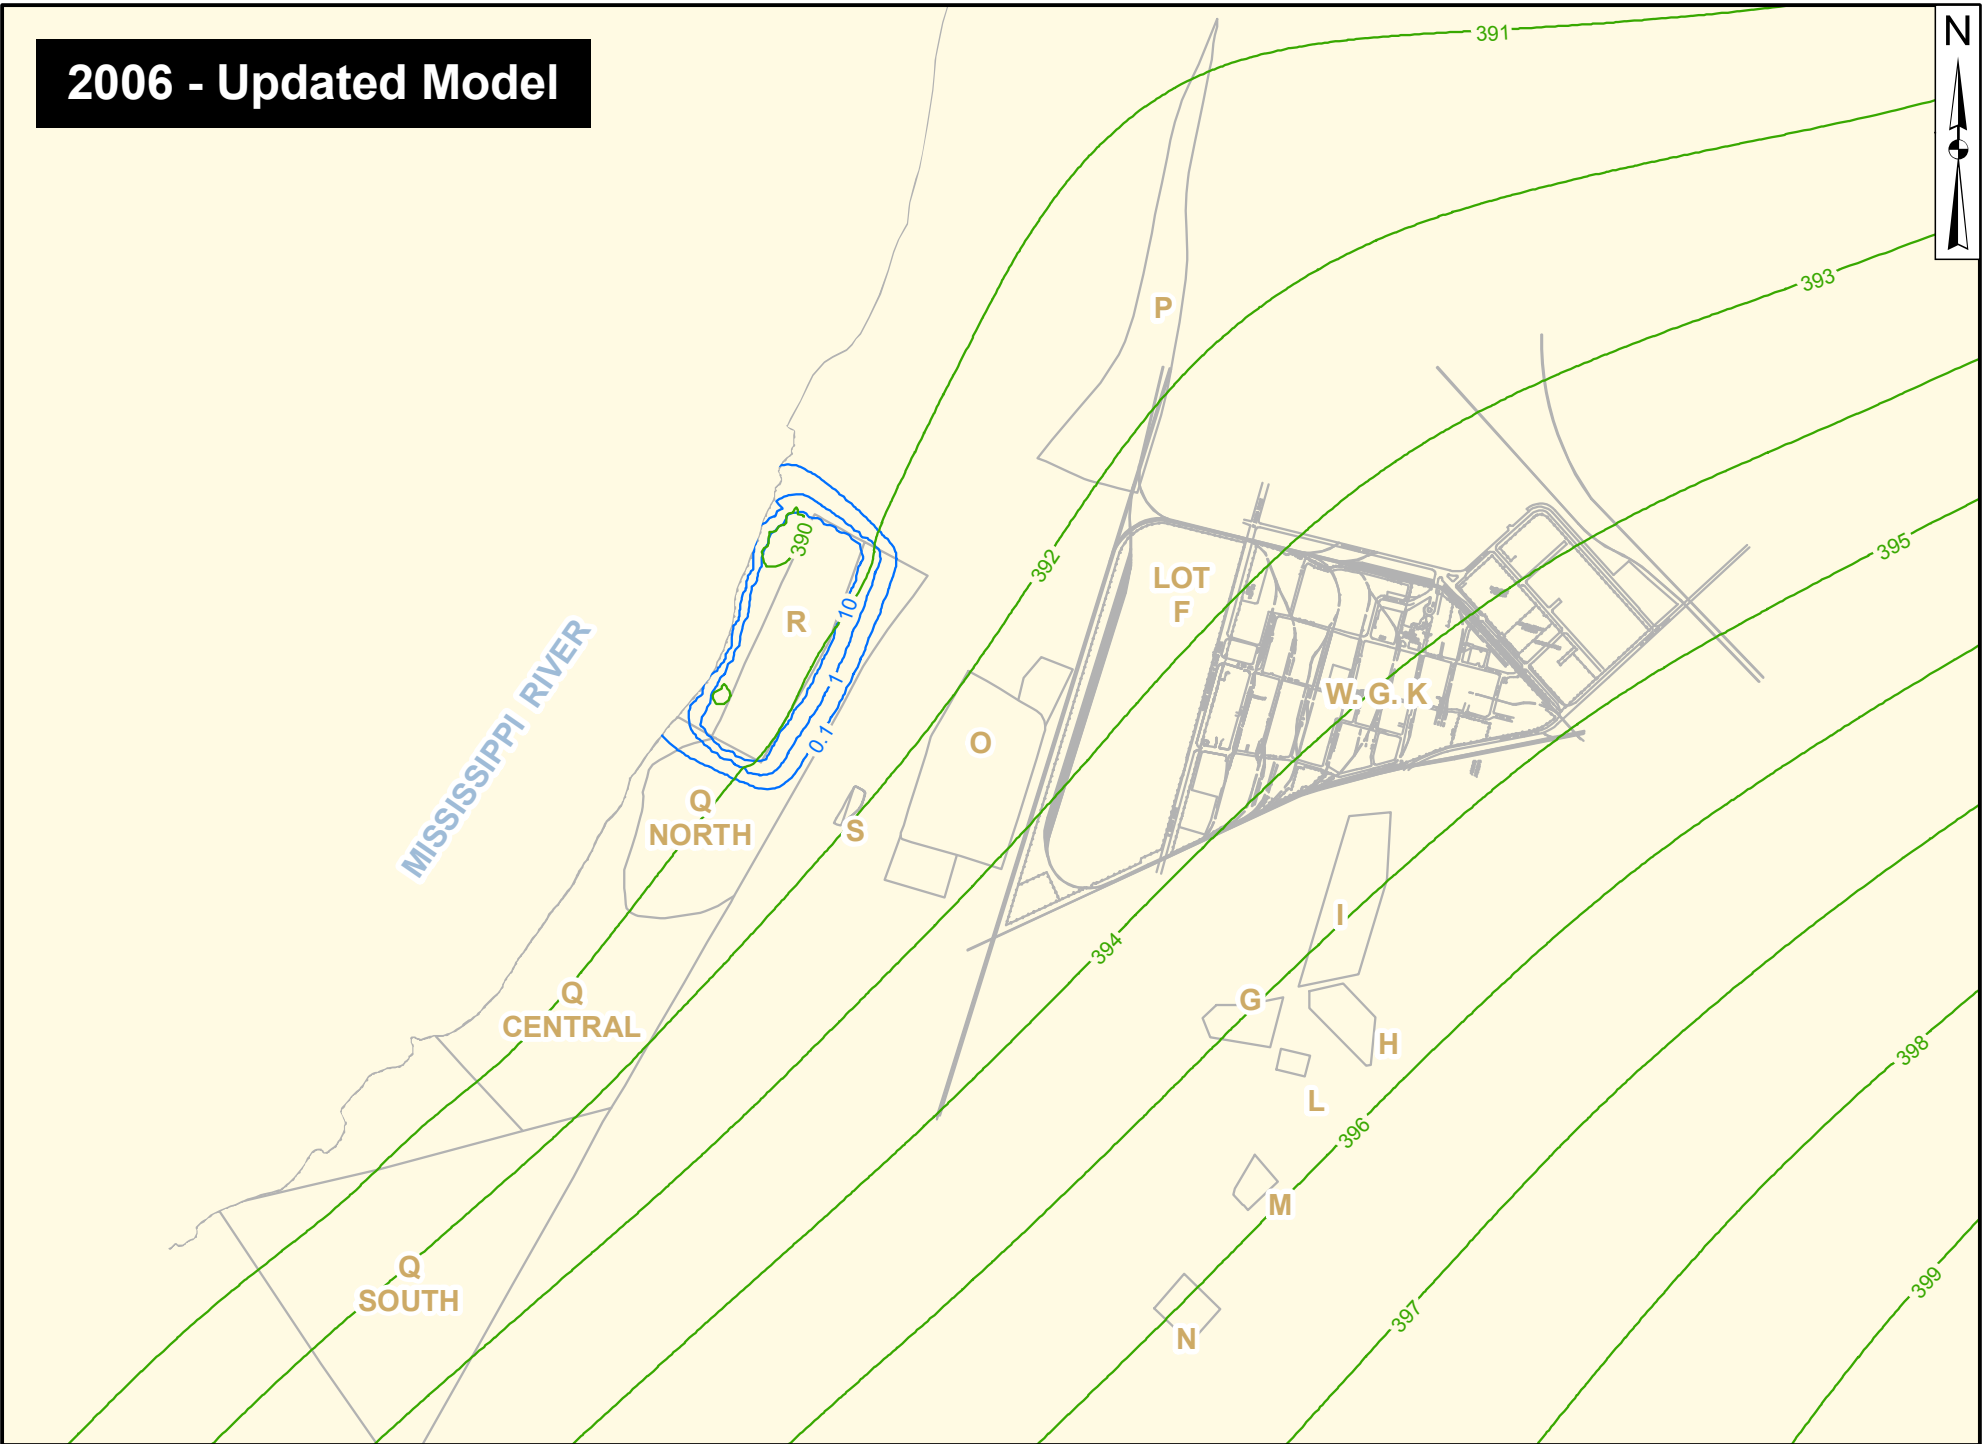 2006 - Updated Model
N
391
393
P
390
392
395
LOT
F
10
R
1
0.1
MISSISSIPPI RIVER
W. G. K
O
Q
NORTH
S
394
I
G
H
Q
CENTRAL
398
L
396
M
Q
SOUTH
399
397
N